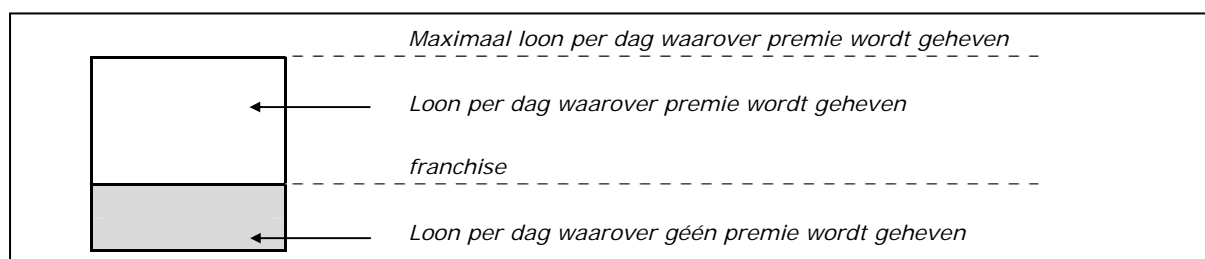 Maximaal loon per dag waarover premie wordt geheven
Loon per dag waarover premie wordt geheven
franchise
Loon per dag waarover géén premie wordt geheven